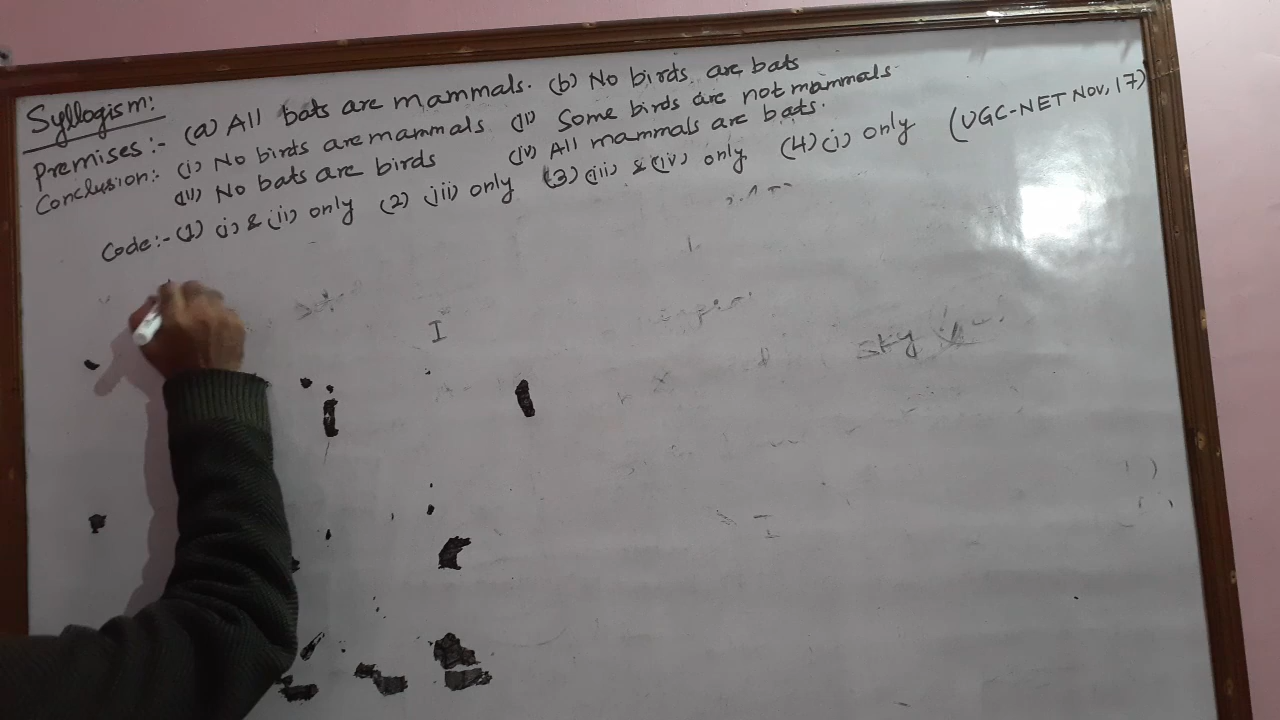 Syllogism:
Premises:- (a) All bats are mammals. (b) No birds are bats
Conclusion:- (i) No birds are mammals (ii) Some birds are not mammals.
(iii) No bats are birds (iv) All mammals are bats.
Code:- (1) (i) & (ii) only (2) (iii) only (3) (iii) & (iv) only (4) (i) only (UGC-NET Nov, 17)
I
sky